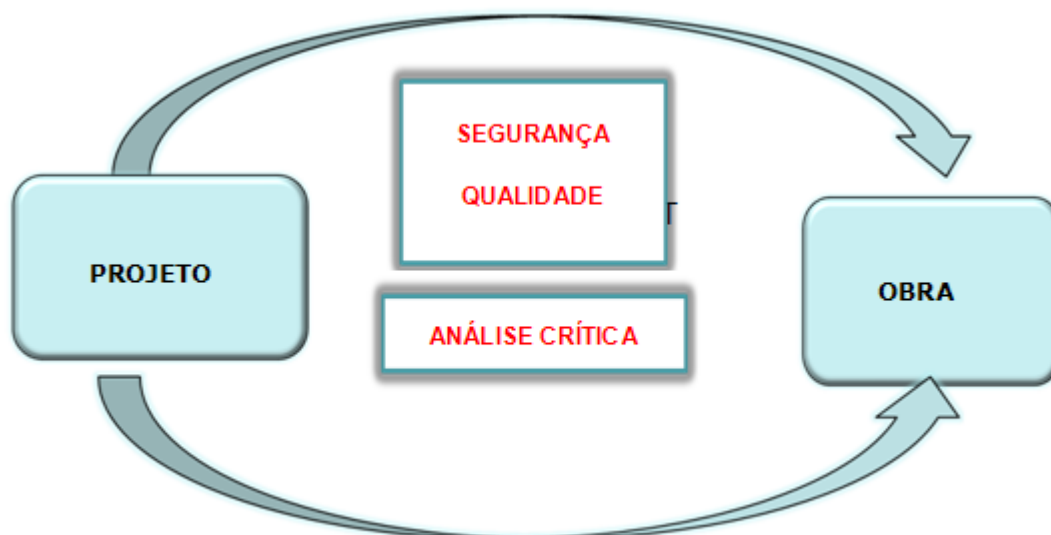 SEGURANÇA
QUALIDADE
T
PROJETO
OBRA
ANÁLISE CRÍTICA